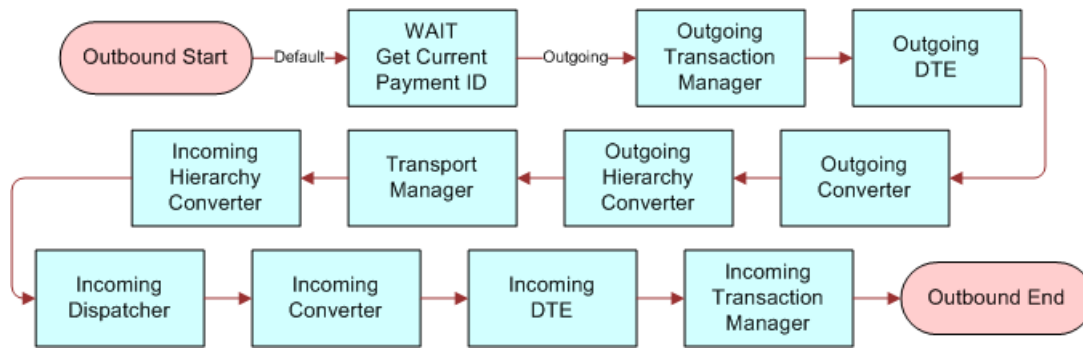 Outbound Start
Default
WAIT
Get Current
Payment ID
Outgoing
Outgoing
Transaction
Manager
Outgoing
DTE
Outgoing
Converter
Outgoing
Hierarchy
Converter
Transport
Manager
Incoming
Hierarchy
Converter
Incoming
Dispatcher
Incoming
Converter
Incoming
DTE
Incoming
Transaction
Manager
Outbound End